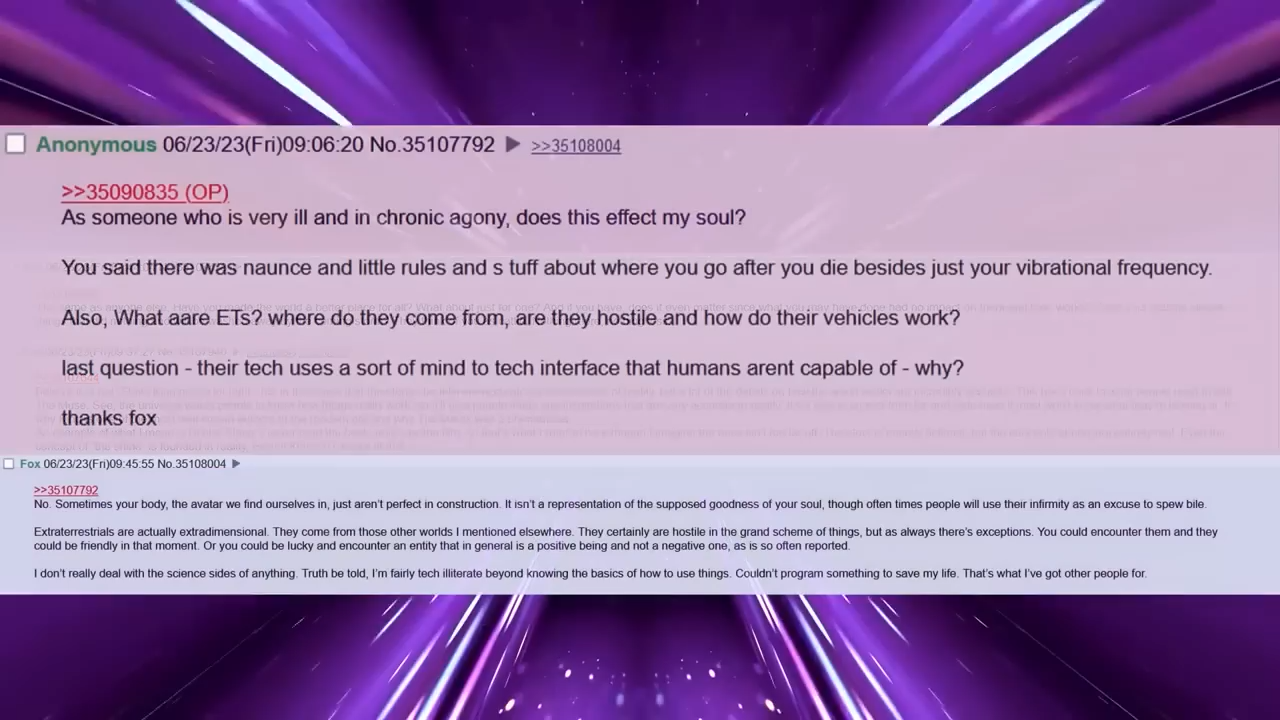 Anonymous 06/23/23(Fri)09:06:20 No.35107792 ▶ >>35108004
>>35090835 (OP)
As someone who is very ill and in chronic agony, does this effect my soul?
You said there was naunce and little rules and s tuff about where you go after you die besides just your vibrational frequency.
Also, What aare ETs? where do they come from, are they hostile and how do their vehicles work?
last question - their tech uses a sort of mind to tech interface that humans arent capable of - why?
thanks fox
Fox 06/23/23(Fri)09:45:55 No.35108004 ▶
>>35107792
No. Sometimes your body, the avatar we find ourselves in, just aren't perfect in construction. It isn't a representation of the supposed goodness of your soul, though often times people will use their infirmity as an excuse to spew bile.
Extraterrestrials are actually extradimensional. They come from those other worlds I mentioned elsewhere. They certainly are hostile in the grand scheme of things, but as always there's exceptions. You could encounter them and they
could be friendly in that moment. Or you could be lucky and encounter an entity that in general is a positive being and not a negative one, as is so often reported.
I don't really deal with the science sides of anything. Truth be told, I'm fairly tech illiterate beyond knowing the basics of how to use things. Couldn't program something to save my life. That's what I've got other people for.